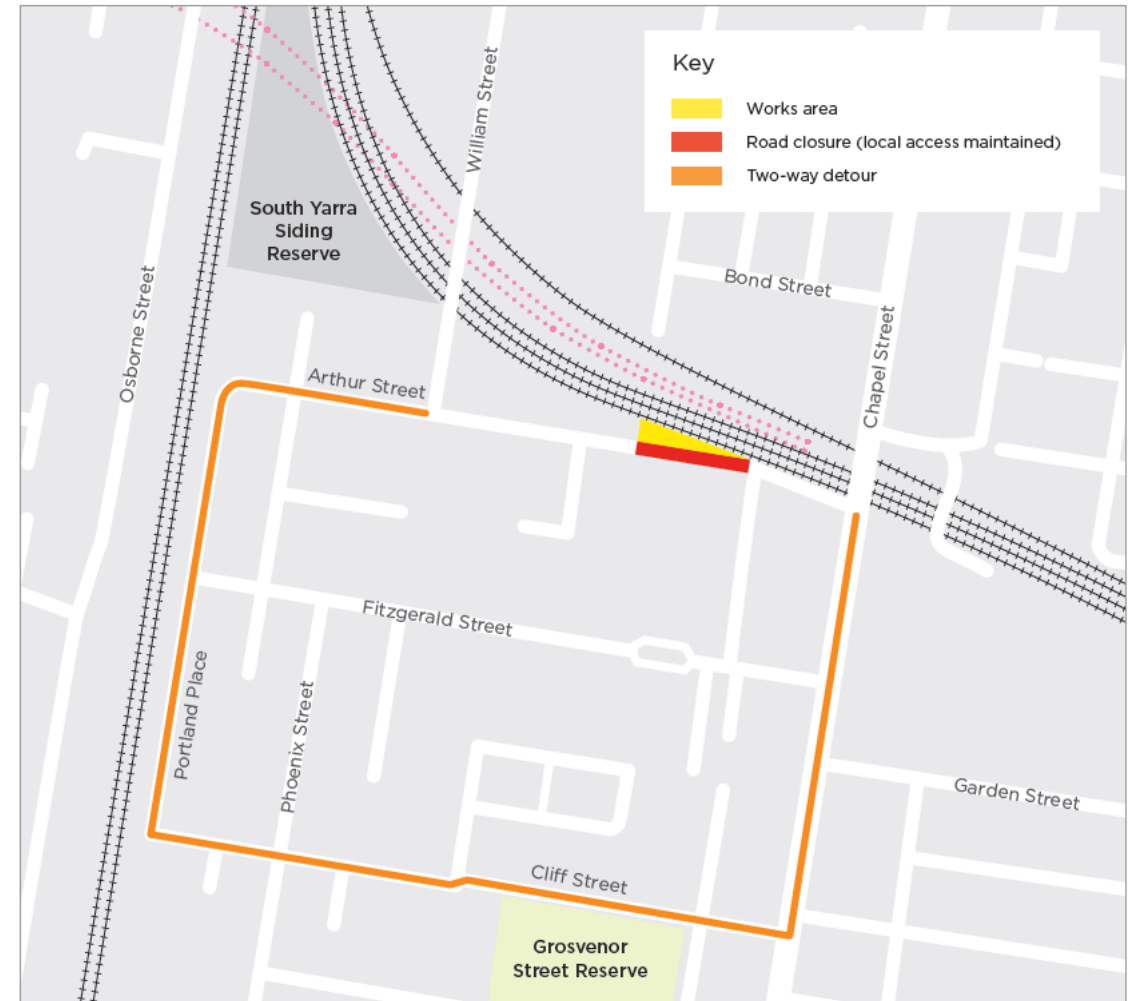 Key
Works area
Road closure (local access maintained)
Two-way detour
William Street
South Yarra
Siding
Reserve
Osborne Street
Bond Street
Chapel Street
Arthur Street
Fitzgerald Street
Portland Place
Phoenix Street
Garden Street
Cliff Street
Grosvenor
Street Reserve